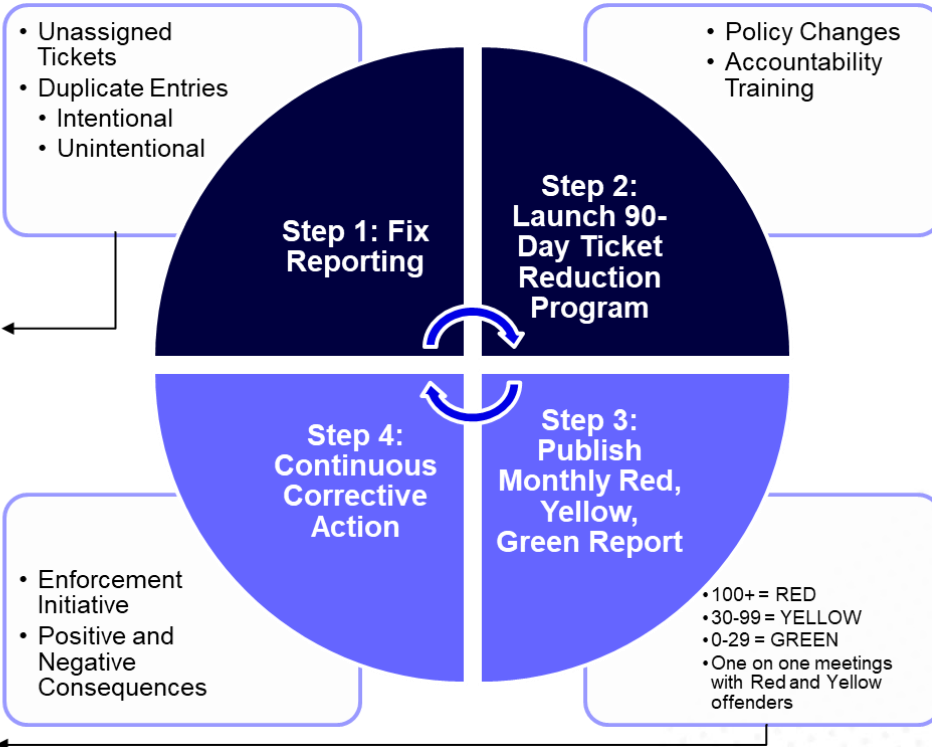 • Unassigned
Tickets
• Duplicate Entries
• Intentional
• Unintentional
• Policy Changes
• Accountability
Training
Step 1: Fix
Reporting
Step 2:
Launch 90-
Day Ticket
Reduction
Program
Step 3:
Publish
Monthly Red,
Yellow,
Green Report
Step 4:
Continuous
Corrective
Action
• Enforcement
Initiative
• Positive and
Negative
Consequences
•100+ = RED
•30-99 = YELLOW
•0-29 = GREEN
•One on one meetings
with Red and Yellow
offenders